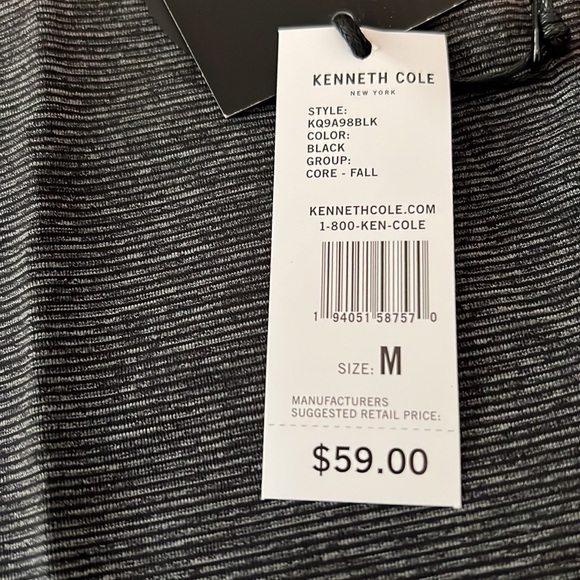 KENNETH COLE
NEW YORK
STYLE:
KQ9A98BLK
COLOR:
BLACK
GROUP:
CORE - FALL
KENNETHCOLE.COM
1-800-KEN-COLE
1 94051 58757 0
SIZE: M
MANUFACTURERS
SUGGESTED RETAIL PRICE:
$59.00